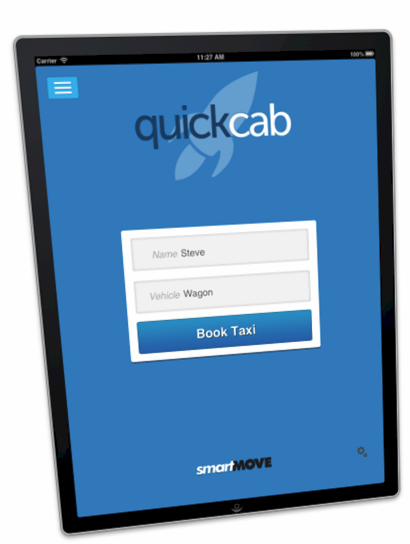 Carrier 11:27 AM 100%
quickcab
Name Steve
Vehicle Wagon
Book Taxi
smartMOVE